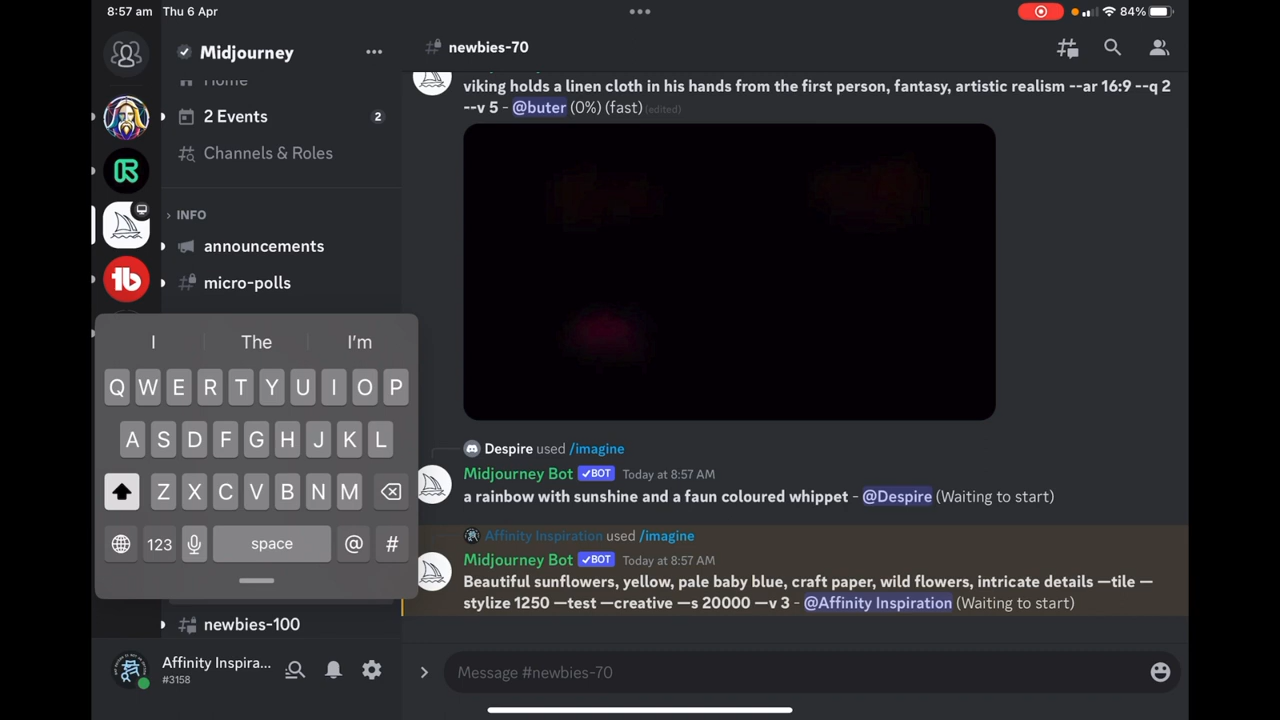 8:57 am Thu 6 Apr
84%
Midjourney
Home
2 Events
2
Channels & Roles
INFO
announcements
micro-polls
I The I'm
Q W E R T Y U I O P
A S D F G H J K L
Z X C V B N M
123 space @ #
newbies-100
Affinity Inspira...
#3158
newbies-70
viking holds a linen cloth in his hands from the first person, fantasy, artistic realism --ar 16:9 --q 2
--v 5 - @buter (0%) (fast) (edited)
Despire used /imagine
Midjourney Bot ✓BOT Today at 8:57 AM
a rainbow with sunshine and a faun coloured whippet - @Despire (Waiting to start)
Affinity Inspiration used /imagine
Midjourney Bot ✓BOT Today at 8:57 AM
Beautiful sunflowers, yellow, pale baby blue, craft paper, wild flowers, intricate details —tile —
stylize 1250 —test —creative —s 20000 —v 3 - @Affinity Inspiration (Waiting to start)
Message #newbies-70